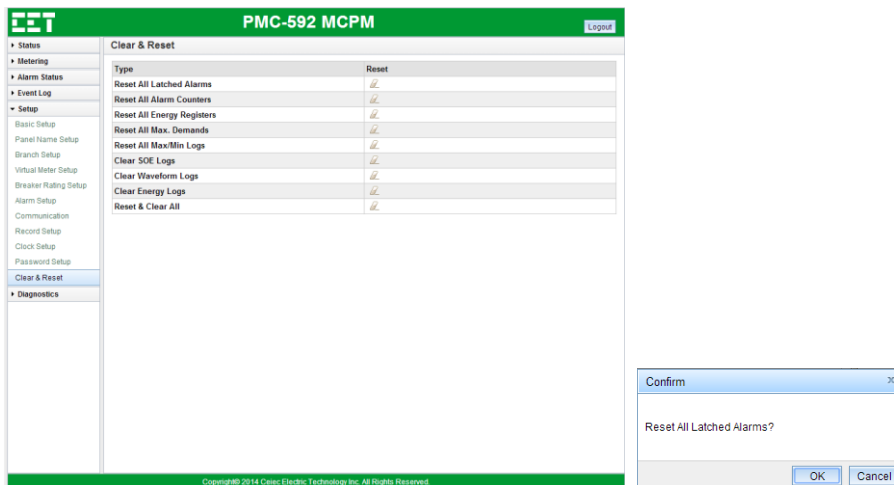 CET
PMC-592 MCPM
Logout
Status
Metering
Alarm Status
Event Log
Setup
Basic Setup
Panel Name Setup
Branch Setup
Virtual Meter Setup
Breaker Rating Setup
Alarm Setup
Communication
Record Setup
Clock Setup
Password Setup
Clear & Reset
Diagnostics
Clear & Reset
Type Reset
Reset All Latched Alarms
Reset All Alarm Counters
Reset All Energy Registers
Reset All Max. Demands
Reset All Max/Min Logs
Clear SOE Logs
Clear Waveform Logs
Clear Energy Logs
Reset & Clear All
Copyright© 2014 Ceiec Electric Technology Inc. All Rights Reserved.
Confirm
Reset All Latched Alarms?
OK Cancel